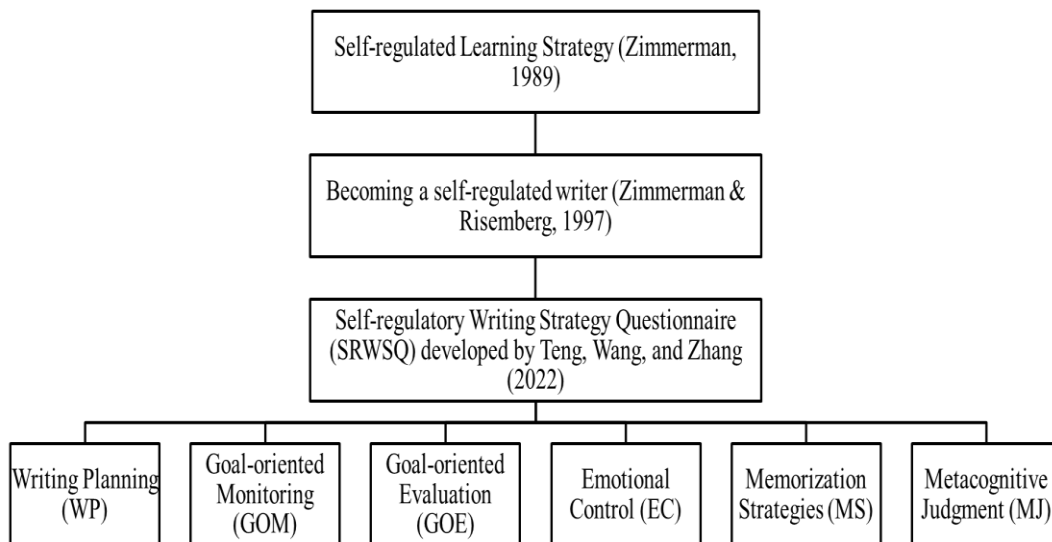 Self-regulated Learning Strategy (Zimmerman,
1989)
Becoming a self-regulated writer (Zimmerman &
Risemberg, 1997)
Self-regulatory Writing Strategy Questionnaire
(SRWSQ) developed by Teng, Wang, and Zhang
(2022)
Writing Planning
(WP)
Goal-oriented
Monitoring
(GOM)
Goal-oriented
Evaluation
(GOE)
Emotional
Control (EC)
Memorization
Strategies (MS)
Metacognitive
Judgment (MJ)